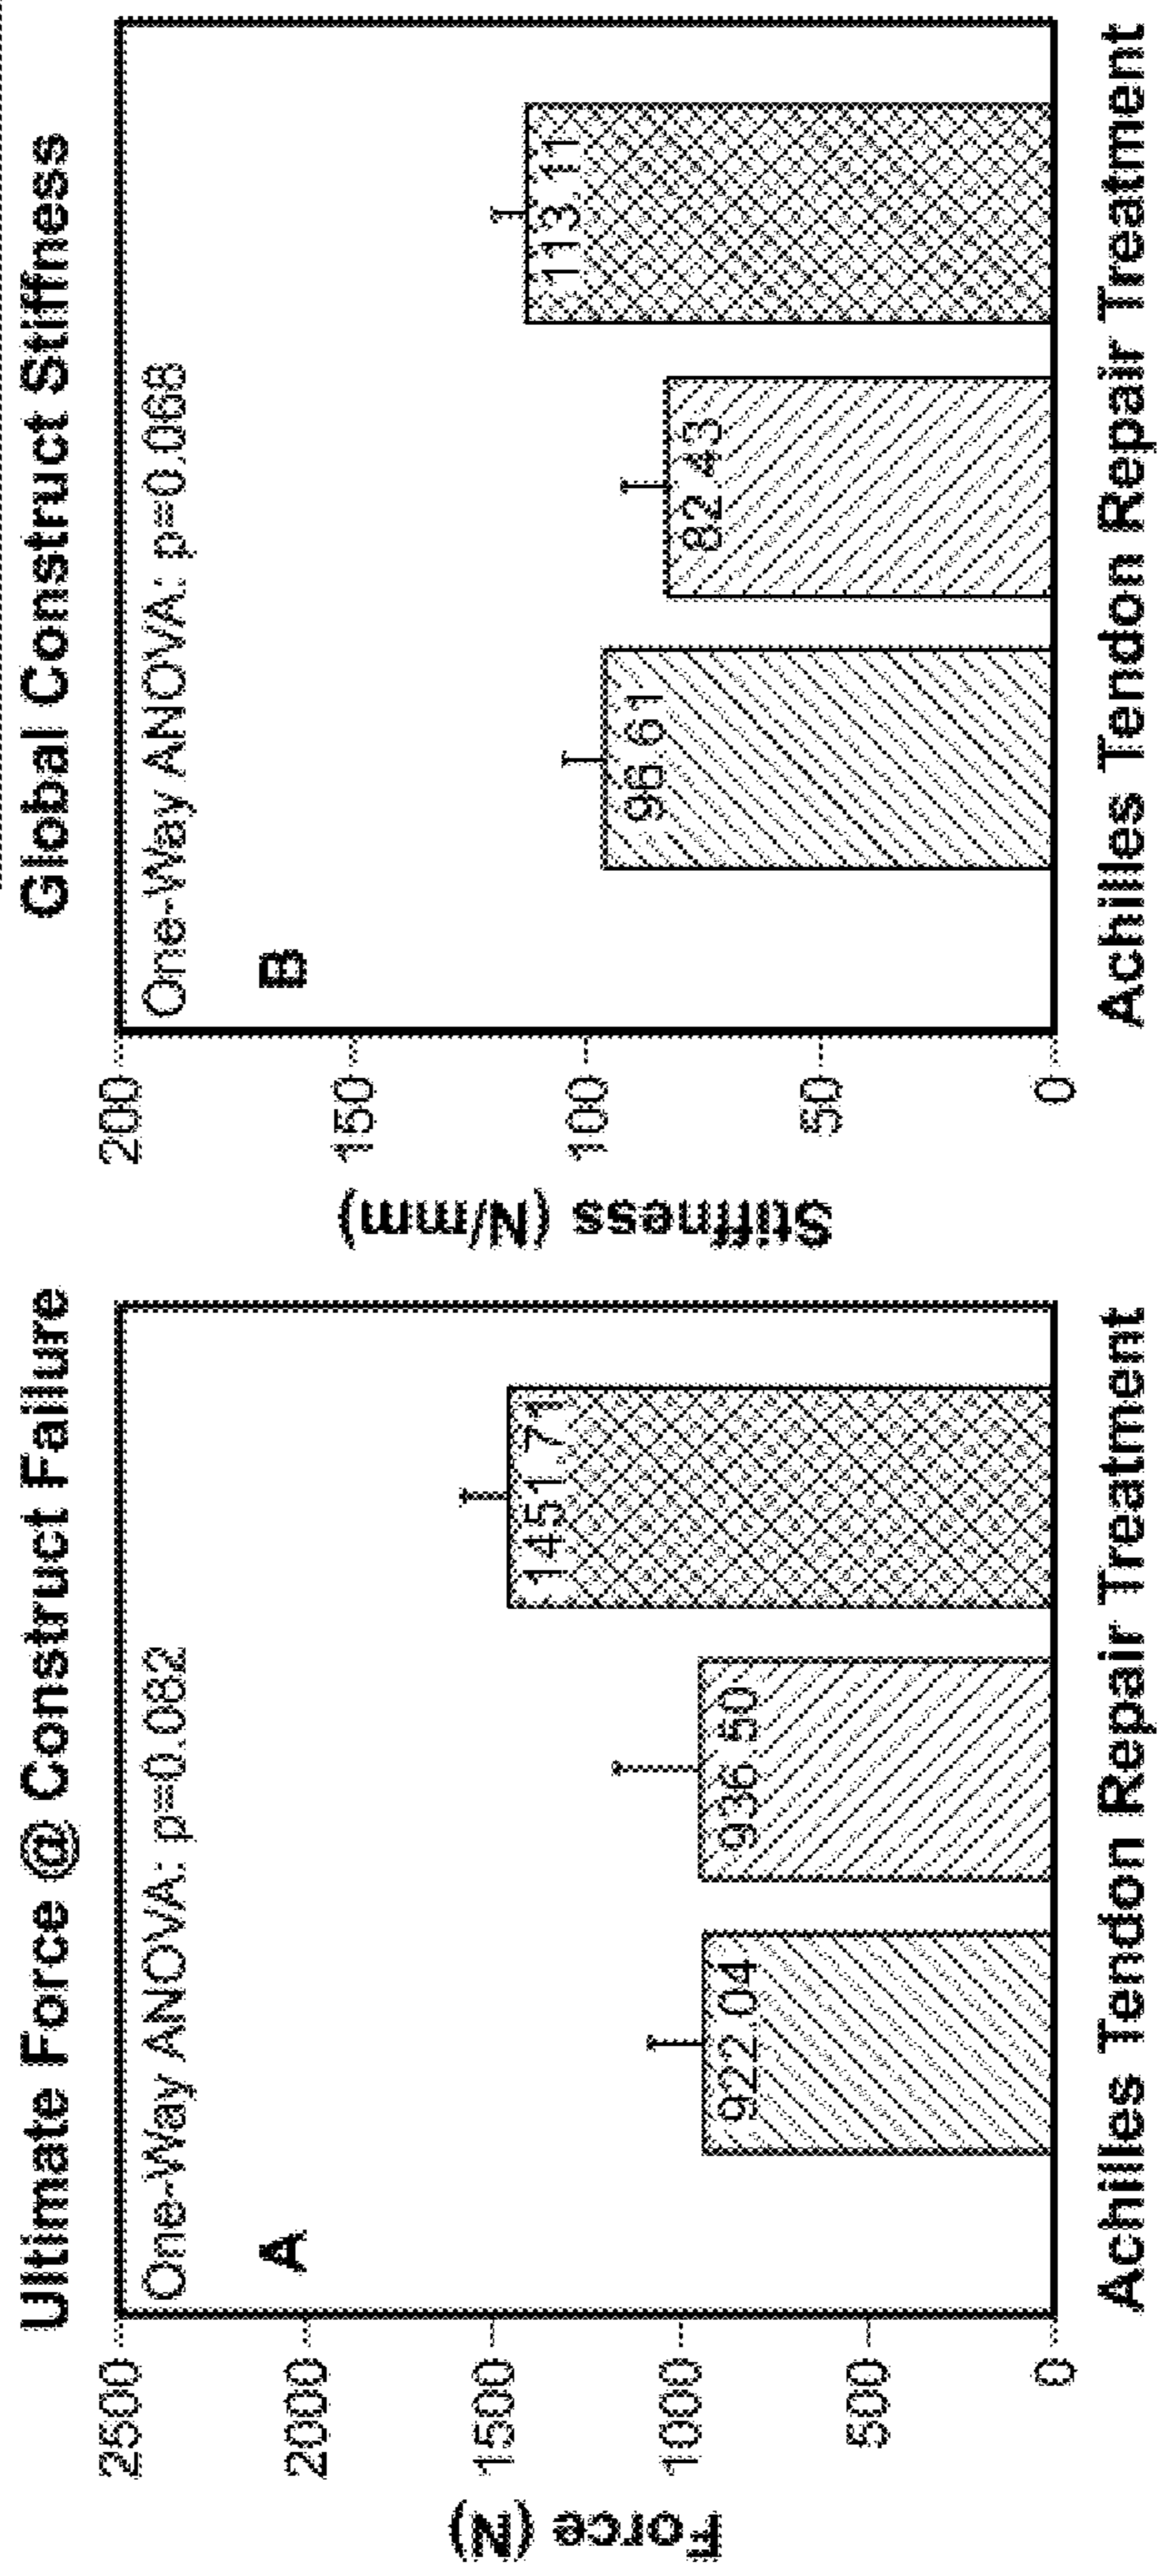 Ultimate Force @ Construct Failure
One-Way ANOVA: p=0.082
A
2500
2000
1500
1000
500
0
Force (N)
922.04
936.50
1451.71
Achilles Tendon Repair Treatment
Global Construct Stiffness
One-Way ANOVA: p=0.068
B
200
150
100
50
0
Stiffness (N/mm)
96.61
82.43
113.11
Achilles Tendon Repair Treatment